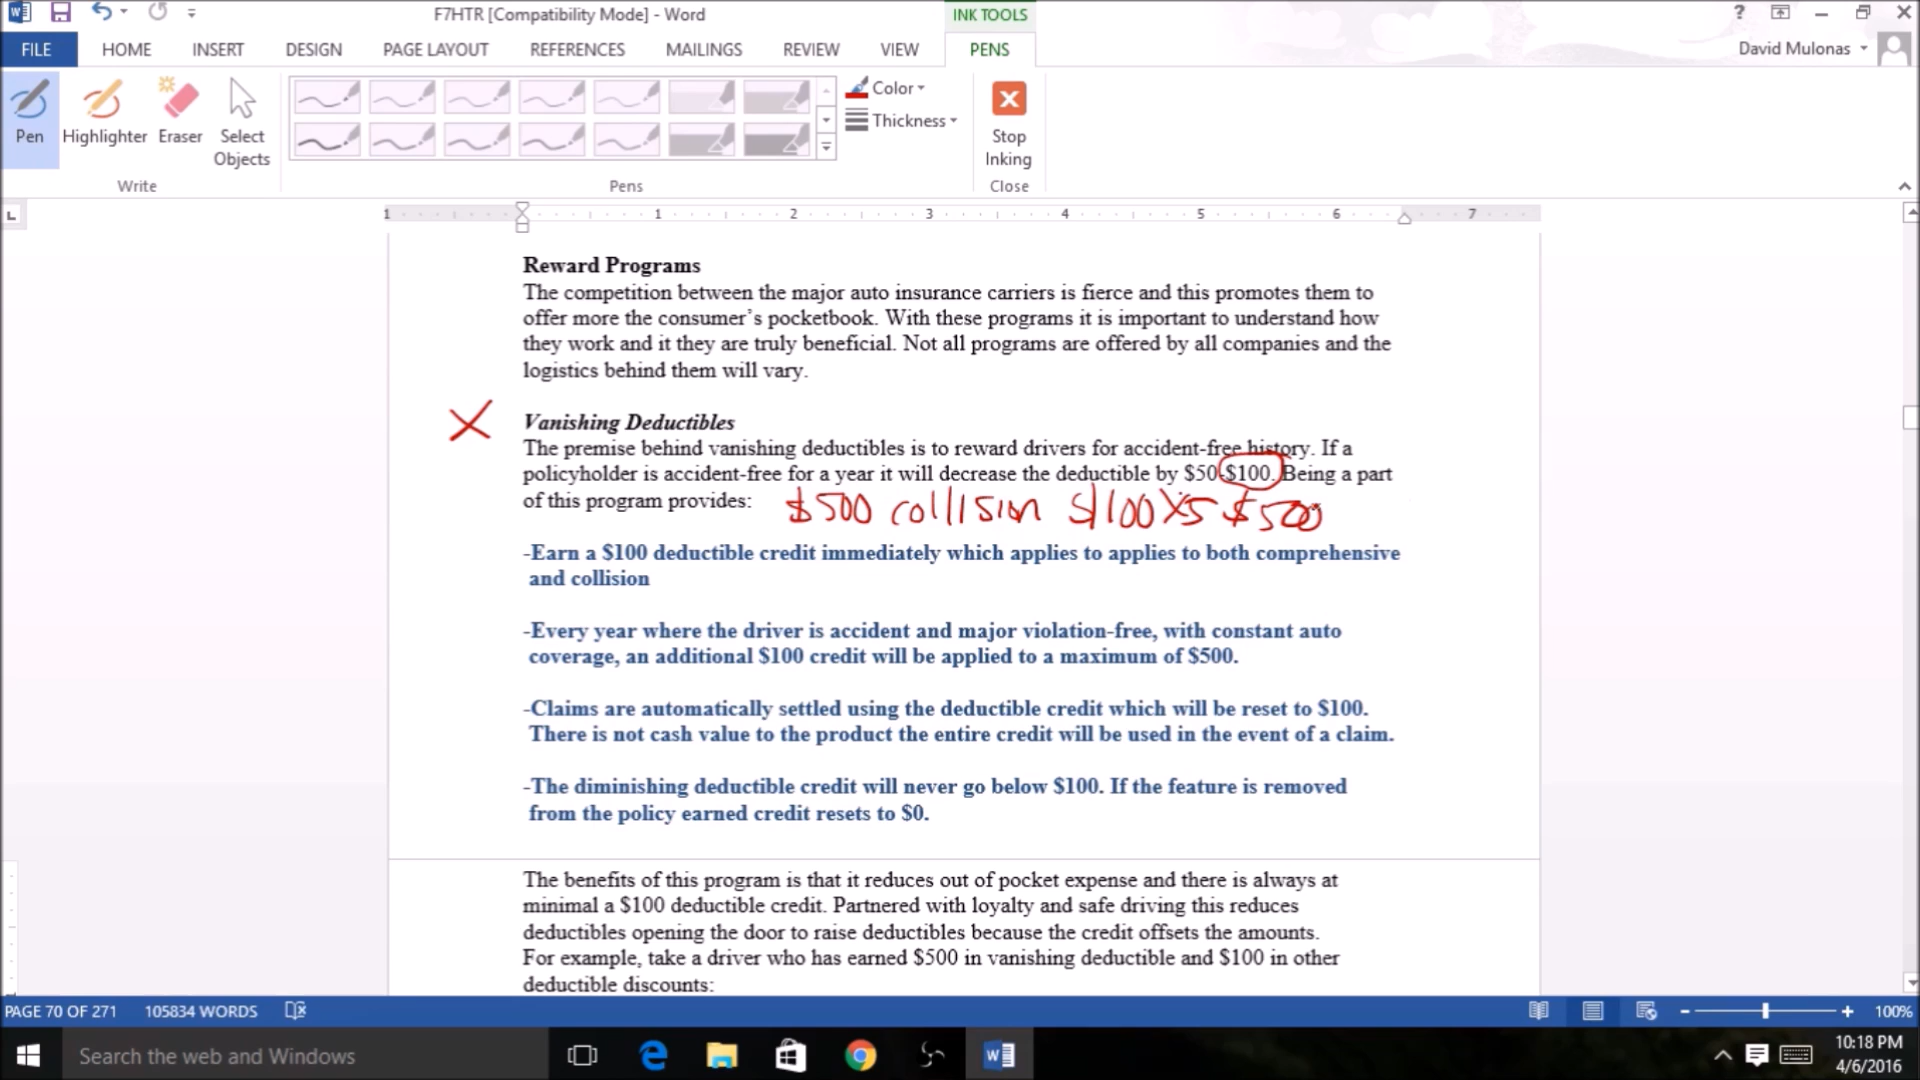 F7HTR [Compatibility Mode] - Word
INK TOOLS
?
FILE
HOME
INSERT
DESIGN
PAGE LAYOUT
REFERENCES
MAILINGS
REVIEW
VIEW
PENS
David Mulonas
Pen
Highlighter
Eraser
Select
Objects
Color
Thickness
Stop
Inking
Write
Pens
Close
1 1 2 3 4 5 6 7
Reward Programs
The competition between the major auto insurance carriers is fierce and this promotes them to
offer more the consumer’s pocketbook. With these programs it is important to understand how
they work and it they are truly beneficial. Not all programs are offered by all companies and the
logistics behind them will vary.
X
Vanishing Deductibles
The premise behind vanishing deductibles is to reward drivers for accident-free history. If a
policyholder is accident-free for a year it will decrease the deductible by $50-$100. Being a part
of this program provides:
$500 collision $100 X5 $500
-Earn a $100 deductible credit immediately which applies to applies to both comprehensive
and collision
-Every year where the driver is accident and major violation-free, with constant auto
coverage, an additional $100 credit will be applied to a maximum of $500.
-Claims are automatically settled using the deductible credit which will be reset to $100.
There is not cash value to the product the entire credit will be used in the event of a claim.
-The diminishing deductible credit will never go below $100. If the feature is removed
from the policy earned credit resets to $0.
The benefits of this program is that it reduces out of pocket expense and there is always at
minimal a $100 deductible credit. Partnered with loyalty and safe driving this reduces
deductibles opening the door to raise deductibles because the credit offsets the amounts.
For example, take a driver who has earned $500 in vanishing deductible and $100 in other
deductible discounts:
PAGE 70 OF 271
105834 WORDS
100%
Search the web and Windows
10:18 PM
4/6/2016